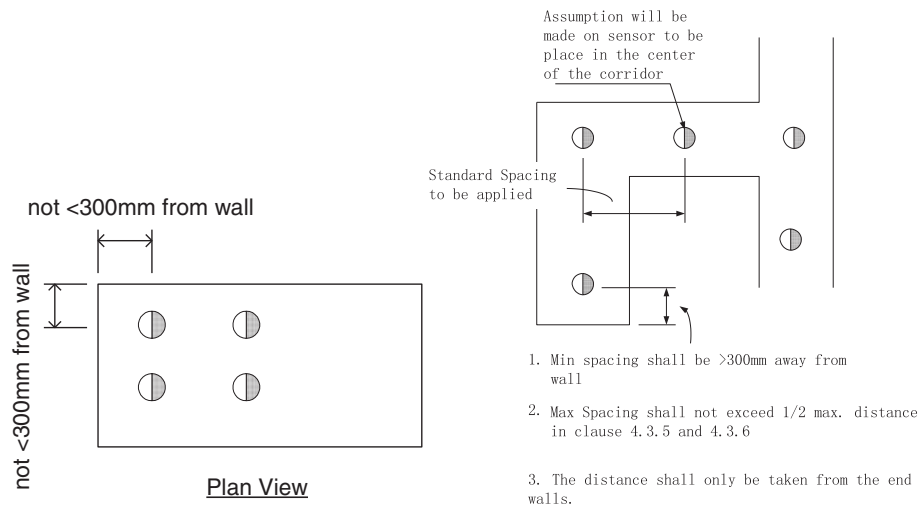 not <300mm from wall
not <300mm from wall
Plan View
Assumption will be
made on sensor to be
place in the center
of the corridor
Standard Spacing
to be applied
1. Min spacing shall be >300mm away from
wall
2. Max Spacing shall not exceed 1/2 max. distance
in clause 4.3.5 and 4.3.6
3. The distance shall only be taken from the end
walls.